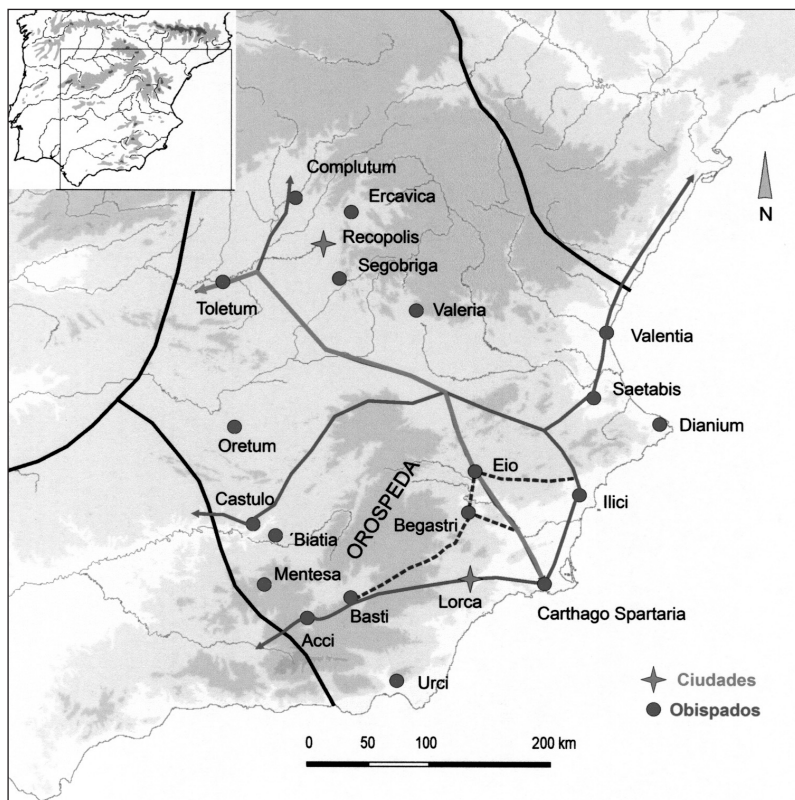 Complutum
Ercavica
N
Recopolis
Segobriga
Toletum
Valeria
Valentia
Saetabis
Dianium
Oretum
OROSPEDA
Eio
Castulo
Ilici
Begastri
´Biatia
Mentesa
Lorca
Basti
Carthago Spartaria
Acci
Urci
Ciudades
Obispados
0 50 100 200 km